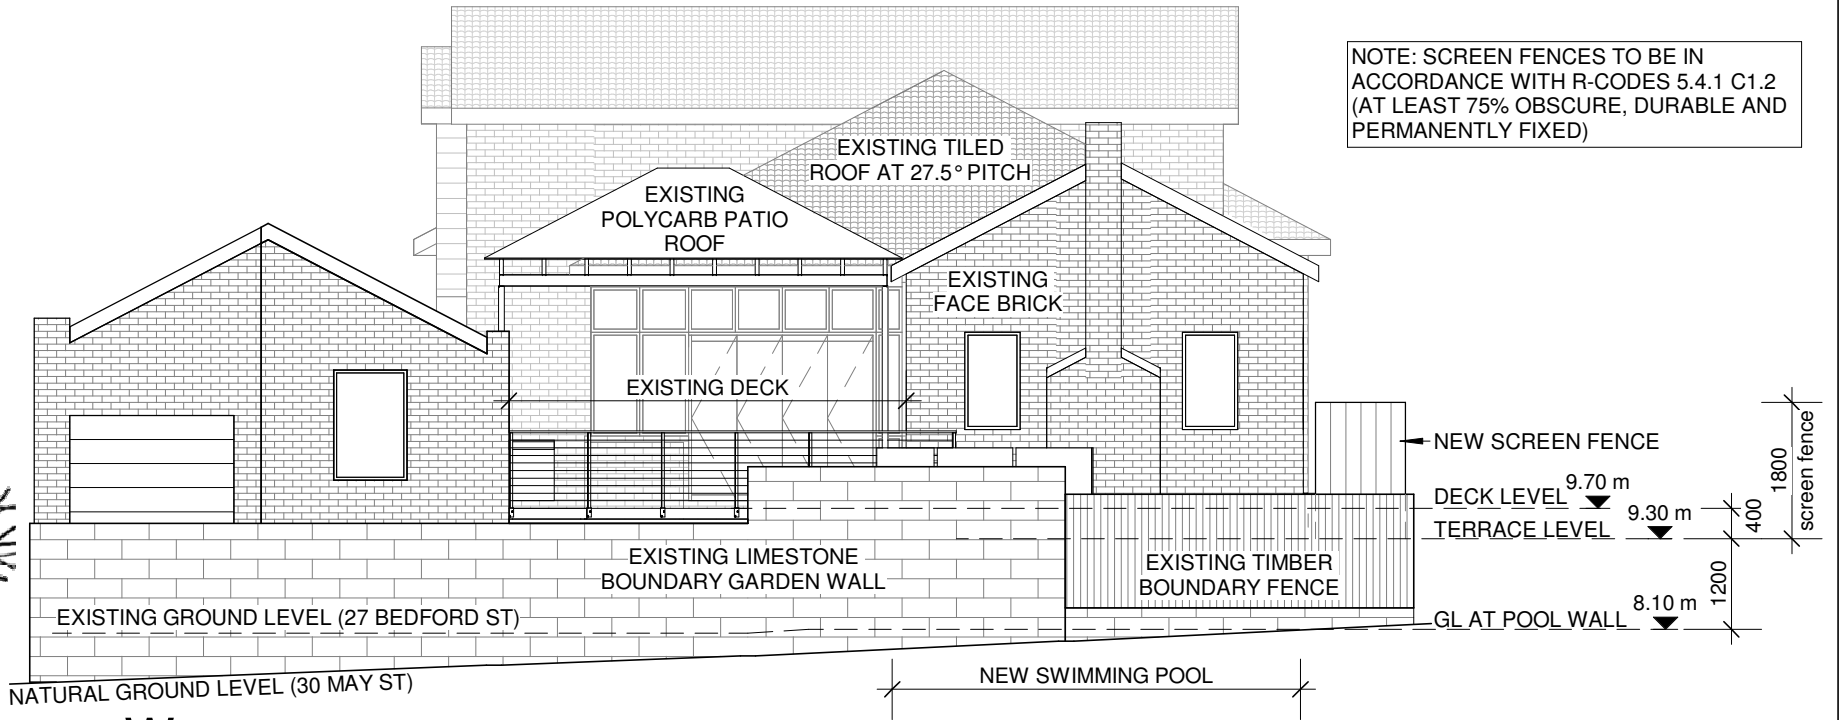 NOTE: SCREEN FENCES TO BE IN
ACCORDANCE WITH R-CODES 5.4.1 C1.2
(AT LEAST 75% OBSCURE, DURABLE AND
PERMANENTLY FIXED)
EXISTING TILED
ROOF AT 27.5° PITCH
EXISTING
POLYCARB PATIO
ROOF
EXISTING
FACE BRICK
EXISTING DECK
NEW SCREEN FENCE
1800
screen fence
DECK LEVEL 9.70 m
400
TERRACE LEVEL 9.30 m
EXISTING LIMESTONE
BOUNDARY GARDEN WALL
EXISTING TIMBER
BOUNDARY FENCE
1200
EXISTING GROUND LEVEL (27 BEDFORD ST)
GL AT POOL WALL 8.10 m
NEW SWIMMING POOL
NATURAL GROUND LEVEL (30 MAY ST)